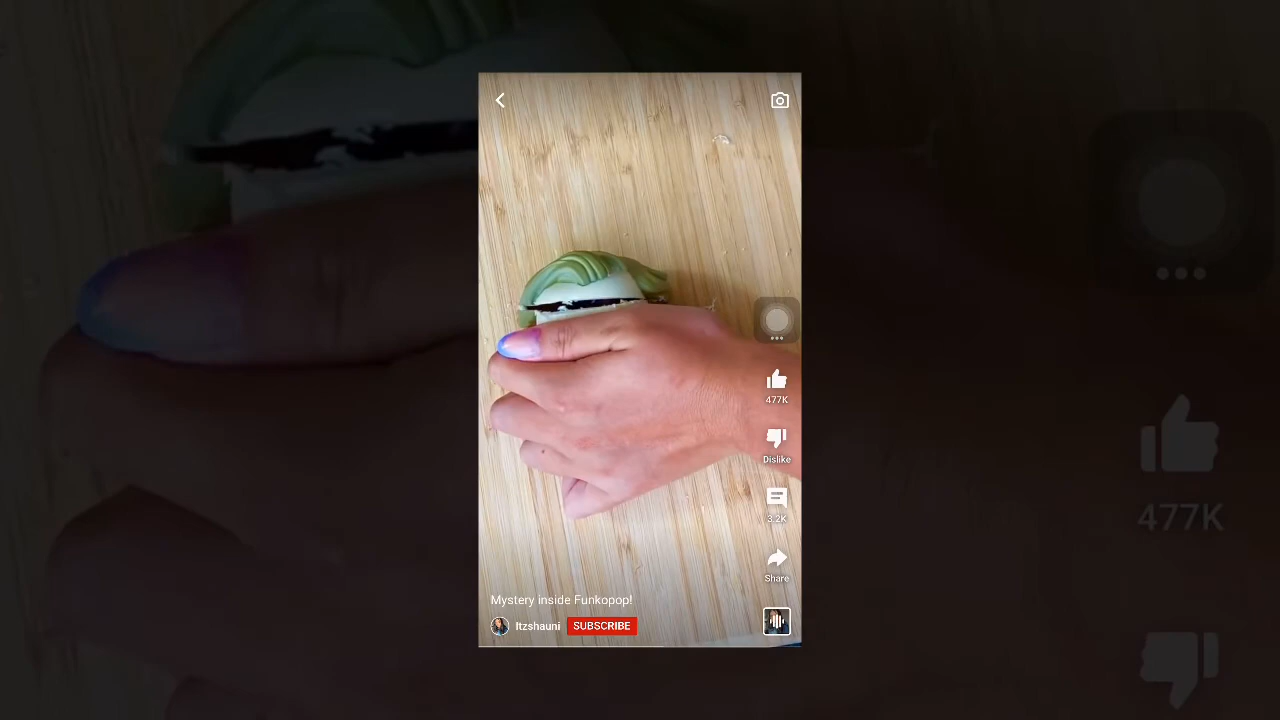 477K
Dislike
3.2K
Share
Mystery inside Funkopop!
Itzshauni SUBSCRIBE
477K